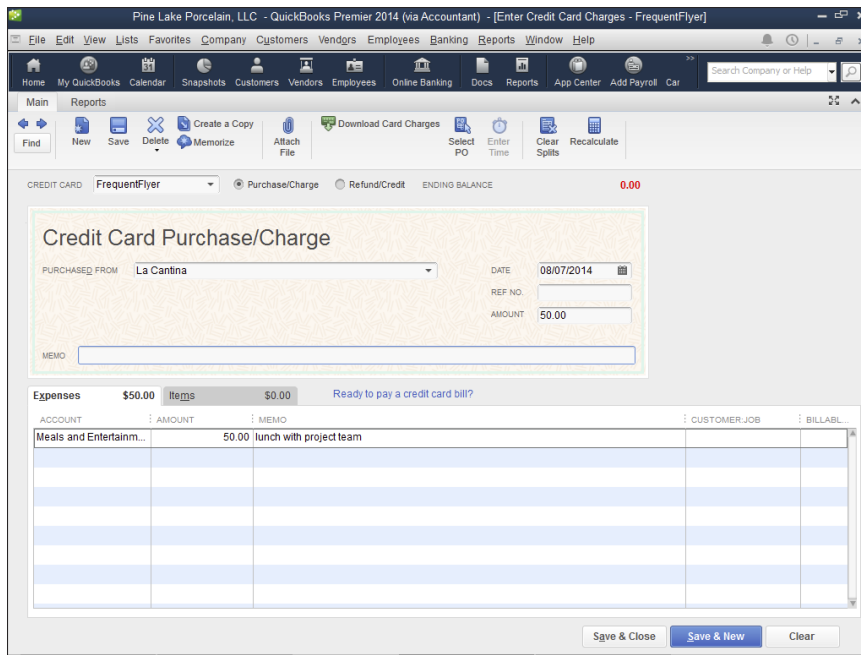 Pine Lake Porcelain, LLC - QuickBooks Premier 2014 (via Accountant) - [Enter Credit Card Charges - FrequentFlyer]
File Edit View Lists Favorites Company Customers Vendors Employees Banking Reports Window Help
Home My QuickBooks Calendar Snapshots Customers Vendors Employees Online Banking Docs Reports App Center Add Payroll Car
Search Company or Help
Main Reports
Find New Save Delete Create a Copy Memorize Attach File Download Card Charges Select PO Enter Time Clear Splits Recalculate
CREDIT CARD FrequentFlyer Purchase/Charge Refund/Credit ENDING BALANCE 0.00
Credit Card Purchase/Charge
PURCHASED FROM La Cantina DATE 08/07/2014
REF NO.
AMOUNT 50.00
MEMO
Expenses $50.00 Items $0.00 Ready to pay a credit card bill?
ACCOUNT AMOUNT MEMO CUSTOMER:JOB BILLABL...
Meals and Entertainm... 50.00 lunch with project team
Save & Close Save & New Clear